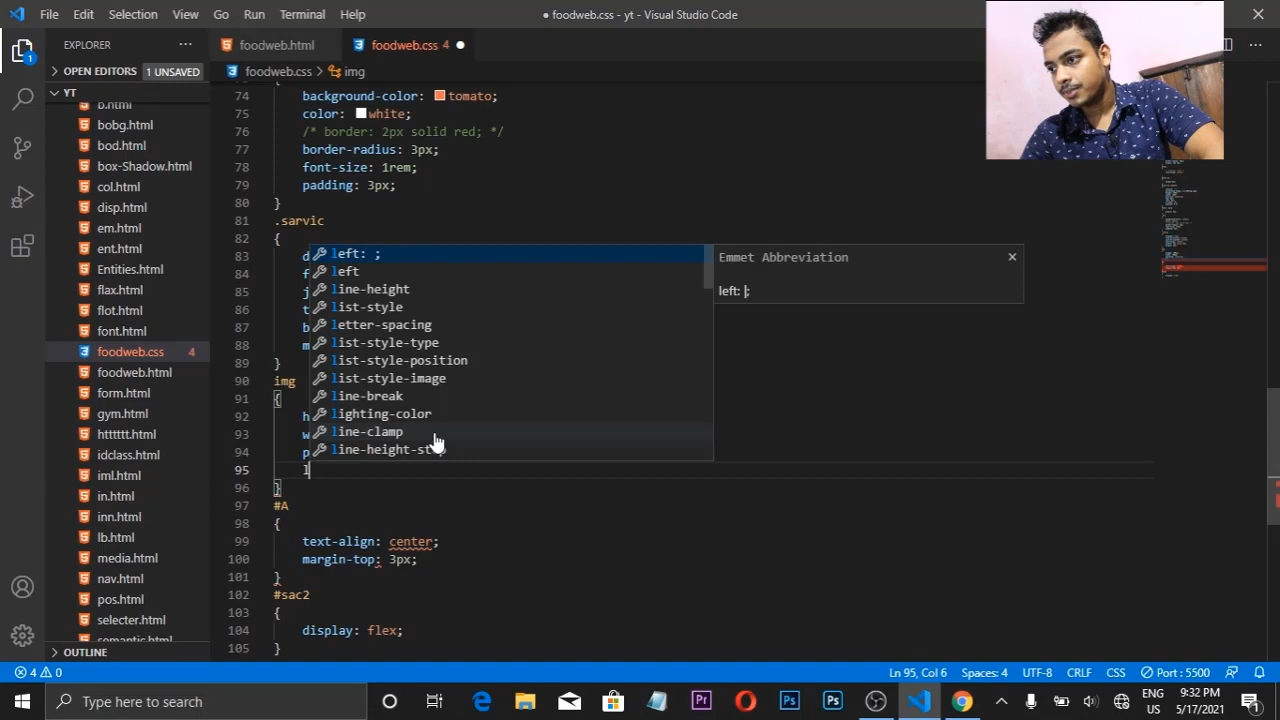 File Edit Selection View Go Run Terminal Help
● foodweb.css - yt - Visual Studio Code
EXPLORER
OPEN EDITORS 1 UNSAVED
YT
b.html
bobg.html
bod.html
box-Shadow.html
col.html
disp.html
em.html
ent.html
Entities.html
flax.html
flot.html
font.html
foodweb.css 4
foodweb.html
form.html
gym.html
htttttt.html
idclass.html
iml.html
in.html
inn.html
lb.html
media.html
nav.html
pos.html
selecter.html
semantic.html
OUTLINE
foodweb.html foodweb.css 4 ●
foodweb.css > img
74 background-color: tomato;
75 color: white;
76 /* border: 2px solid red; */
77 border-radius: 3px;
78 font-size: 1rem;
79 padding: 3px;
80 }
81 .sarvic
82 {
83 d
84 f
85 j
86 t
87 b
88 m
89 }
90 img
91 {
92 h
93 w
94 p
95 l
96 }
97 #A
98 {
99 text-align: center;
100 margin-top: 3px;
101 }
102 #sac2
103 {
104 display: flex;
105 }
left: ;
left
line-height
list-style
letter-spacing
list-style-type
list-style-position
list-style-image
line-break
lighting-color
line-clamp
line-height-st
Emmet Abbreviation
left: |;
4 0 Ln 95, Col 6 Spaces: 4 UTF-8 CRLF CSS Port : 5500
Type here to search
ENG
US
9:32 PM
5/17/2021
1